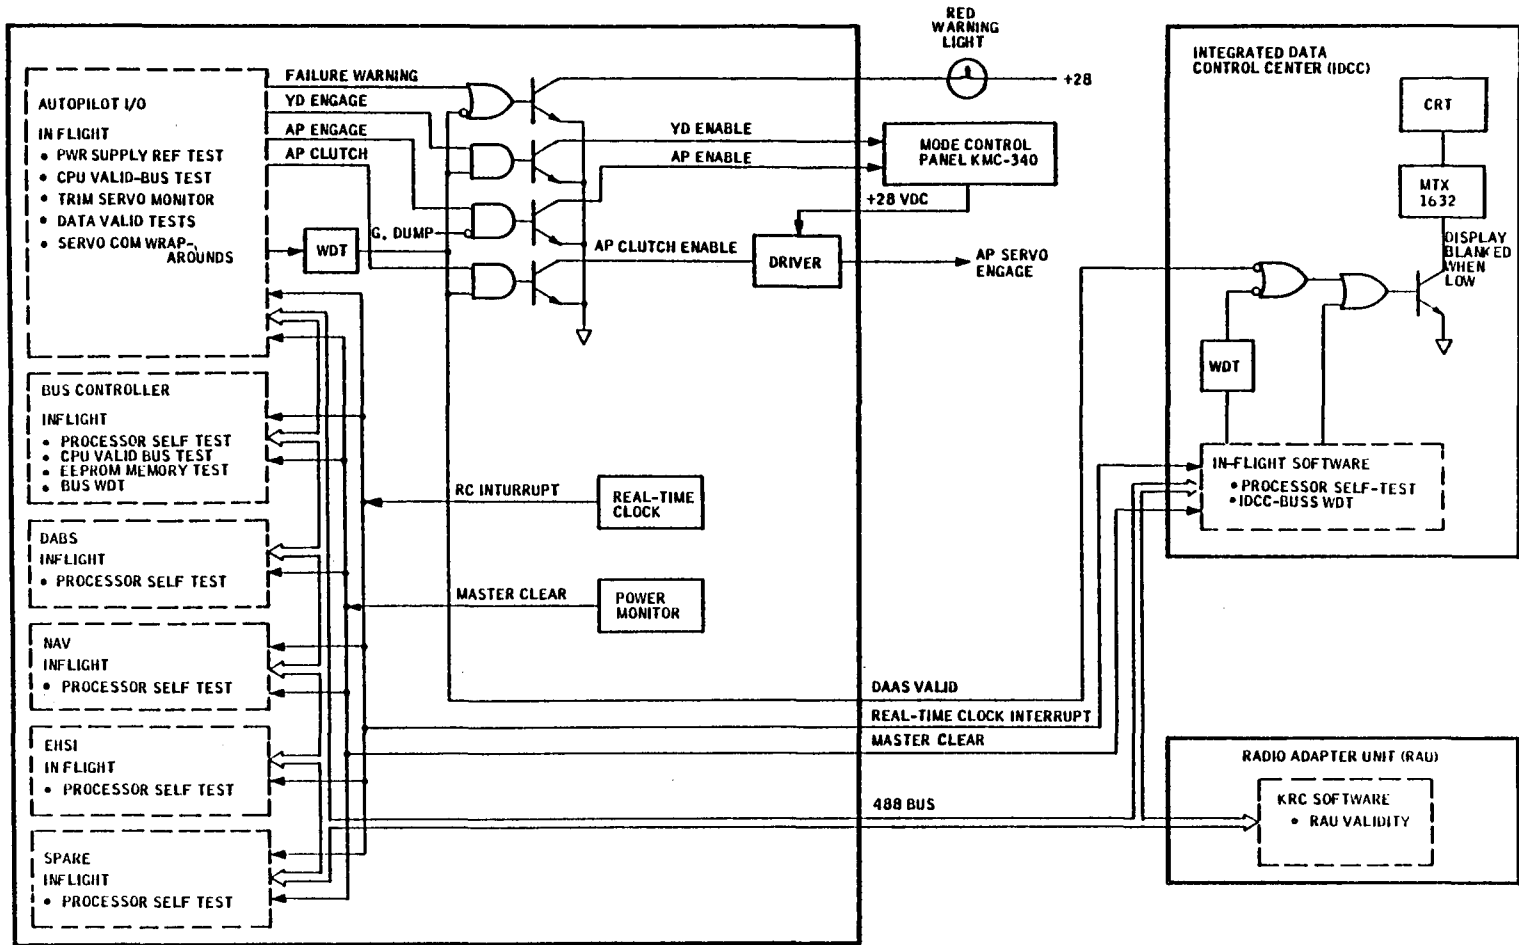 RED
WARNING
LIGHT
+28
AUTOPILOT I/O
IN FLIGHT
• PWR SUPPLY REF TEST
• CPU VALID-BUS TEST
• TRIM SERVO MONITOR
• DATA VALID TESTS
• SERVO COM WRAP-
AROUNDS
FAILURE WARNING
YD ENGAGE
AP ENGAGE
AP CLUTCH
WDT
G. DUMP
YD ENABLE
AP ENABLE
MODE CONTROL
PANEL KMC-340
+28 VDC
AP CLUTCH ENABLE
DRIVER
AP SERVO
ENGAGE
BUS CONTROLLER
INFLIGHT
• PROCESSOR SELF TEST
• CPU VALID BUS TEST
• EEPROM MEMORY TEST
• BUS WDT
DABS
INFLIGHT
• PROCESSOR SELF TEST
NAV
INFLIGHT
• PROCESSOR SELF TEST
EHSI
IN FLIGHT
• PROCESSOR SELF TEST
SPARE
INFLIGHT
• PROCESSOR SELF TEST
RC INTURRUPT
REAL-TIME
CLOCK
MASTER CLEAR
POWER
MONITOR
DAAS VALID
REAL-TIME CLOCK INTERRUPT
MASTER CLEAR
488 BUS
INTEGRATED DATA
CONTROL CENTER (IDCC)
CRT
MTX
1632
DISPLAY
BLANKED
WHEN
LOW
WDT
IN-FLIGHT SOFTWARE
• PROCESSOR SELF-TEST
• IDCC-BUSS WDT
RADIO ADAPTER UNIT (RAU)
KRC SOFTWARE
• RAU VALIDITY